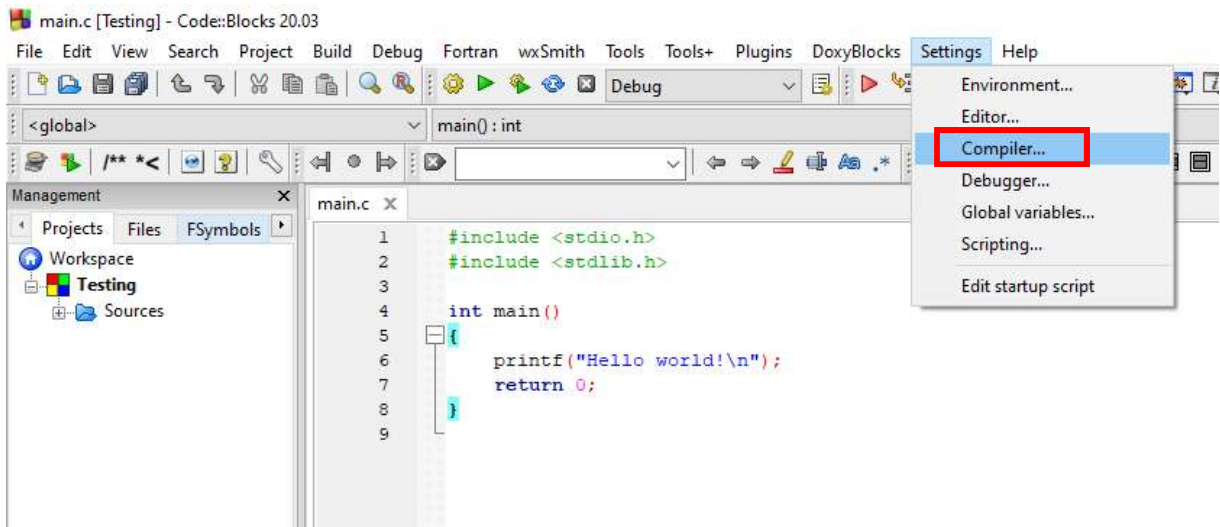 main.c [Testing] - Code::Blocks 20.03
File Edit View Search Project Build Debug Fortran wxSmith Tools Tools+ Plugins DoxyBlocks Settings Help
Debug
Environment...
Editor...
Compiler...
Debugger...
Global variables...
Scripting...
Edit startup script
<global> main() : int
/** *<
.*
Management X
Projects Files FSymbols
Workspace
Testing
Sources
main.c X
1 #include <stdio.h>
2 #include <stdlib.h>
3
4 int main()
5 {
6 printf("Hello world!\n");
7 return 0;
8 }
9